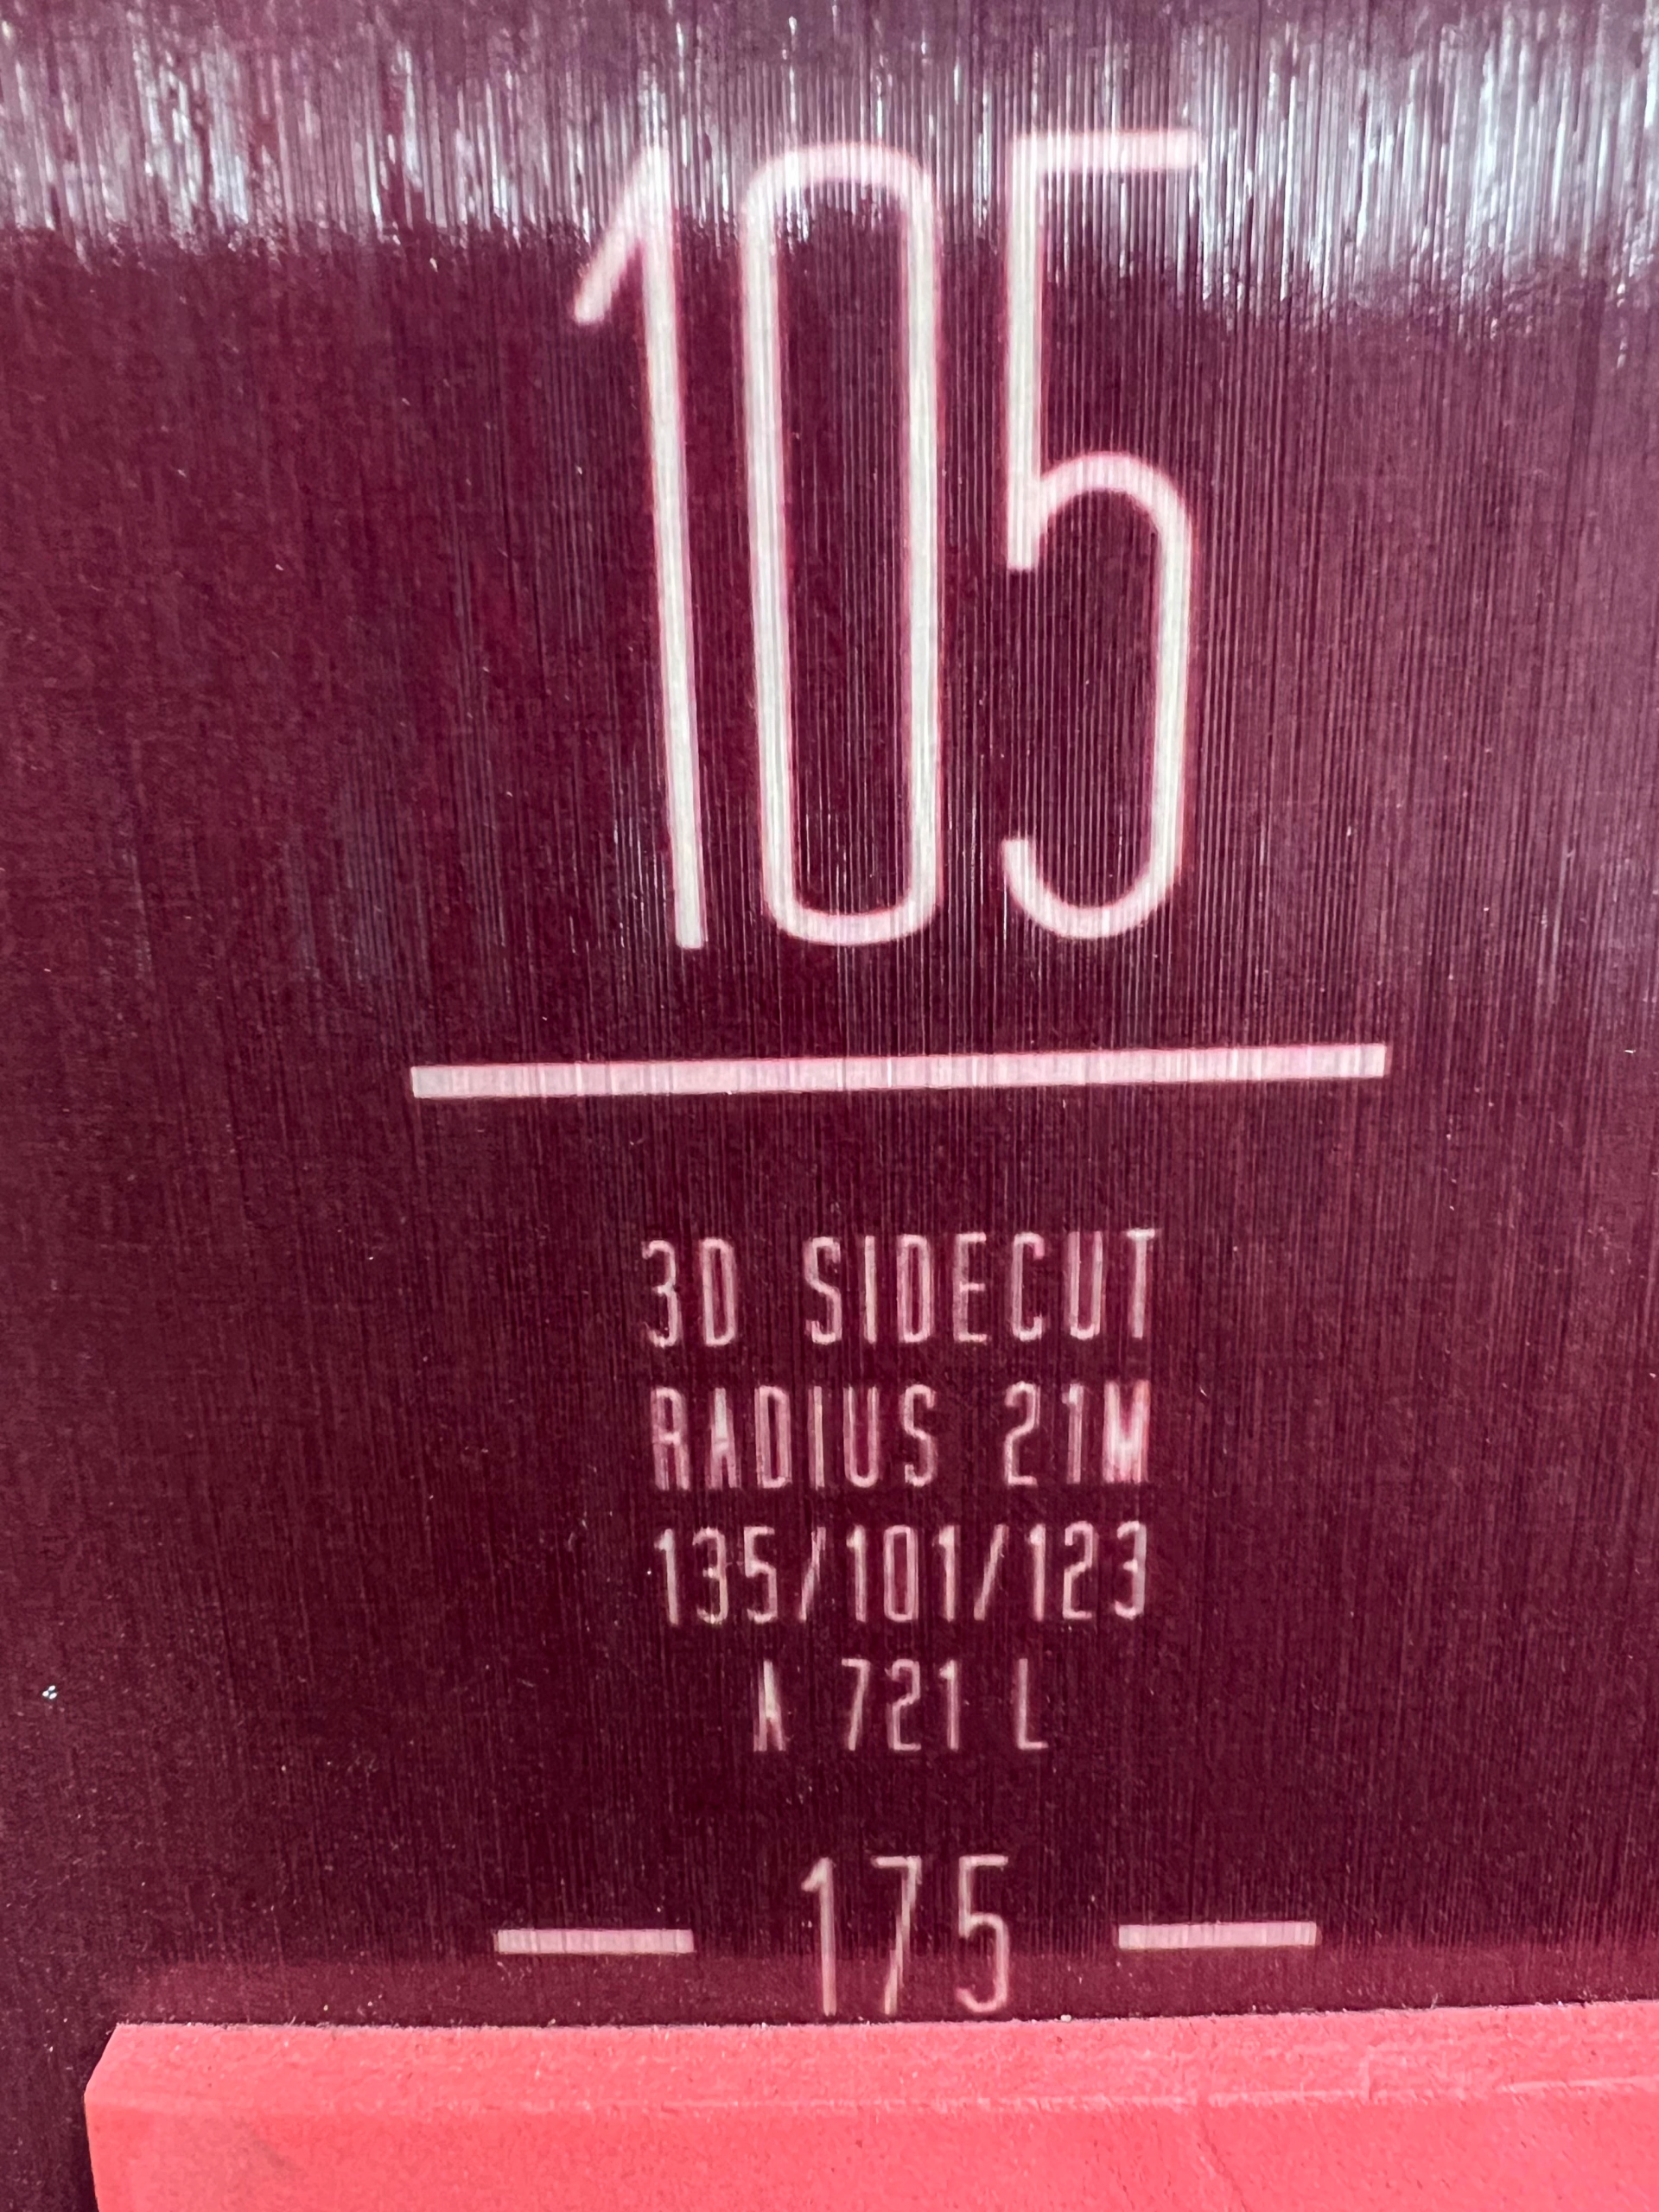 105
3D SIDECUT
RADIUS 21M
135/101/123
A 721 L
175